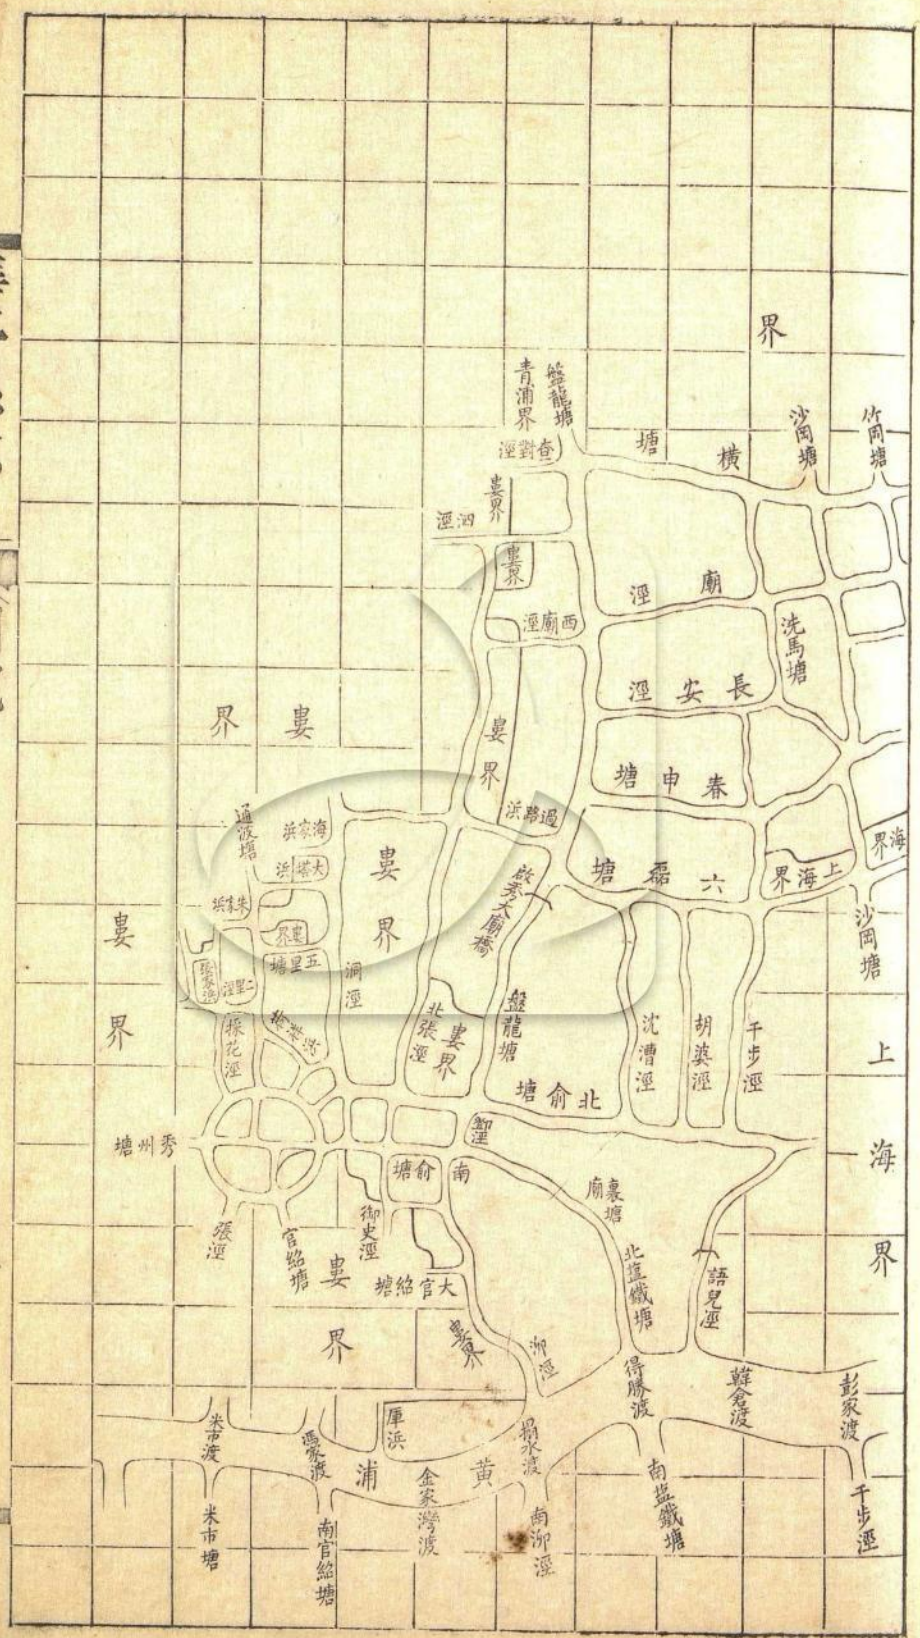 界
青浦界
盤龍塘
沙岡塘
竹岡塘
橫塘
查對涇
婁界
泗涇
婁界
廟涇
西廟涇
洗馬塘
長安涇
婁界
婁界
春申塘
過路浜
通波塘
海家浜
大塔浜
婁界
六磊塘
上海界
海界
啟秀大廟橋
朱家浜
婁界
婁界
沙岡塘
五里塘
二里涇
張家浜
洞涇
採花涇
北張涇
婁界
盤龍塘
沈漕涇
胡婆涇
千步涇
北俞塘
上海界
秀州塘
南俞塘
裏塘廟
張涇
官紹塘
御史涇
婁界
大官紹塘
北鹽鐵塘
語兒涇
婁界
泖涇
得勝渡
韓倉渡
彭家渡
米市渡
馮家渡
厙浜
黃浦
金家灣渡
搨水渡
米市塘
南官紹塘
南泖涇
南鹽鐵塘
千步涇